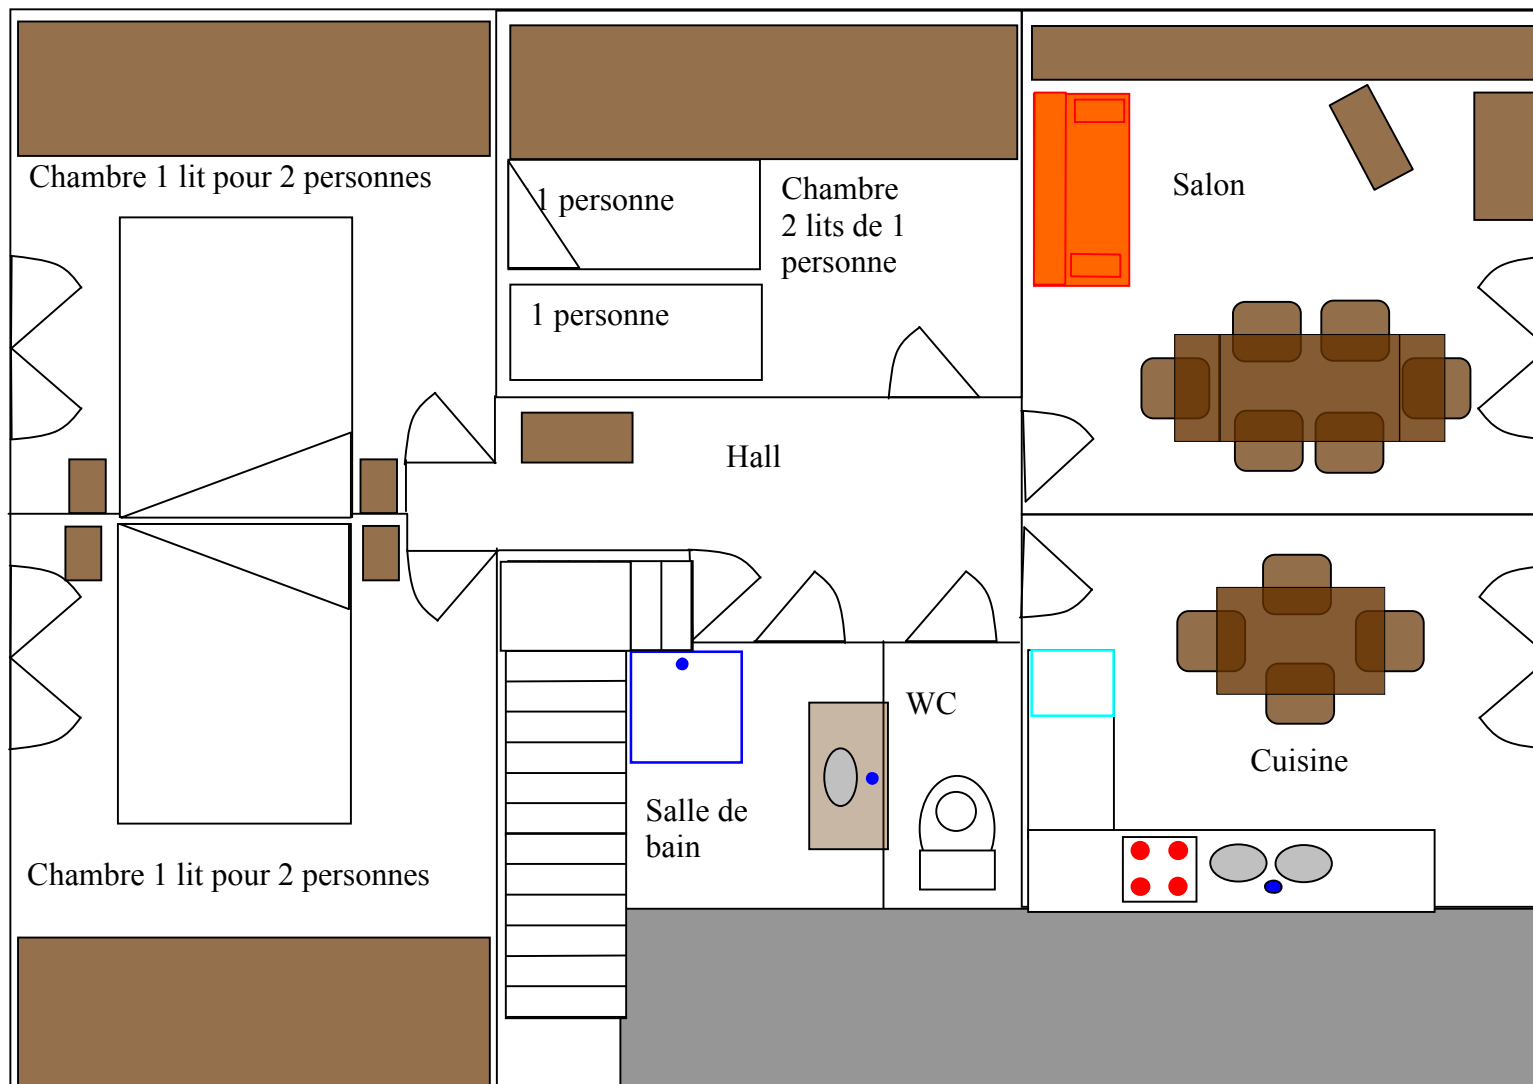 Chambre 1 lit pour 2 personnes
1 personne
Chambre
2 lits de 1
personne
1 personne
Salon
Hall
WC
Cuisine
Salle de
bain
Chambre 1 lit pour 2 personnes